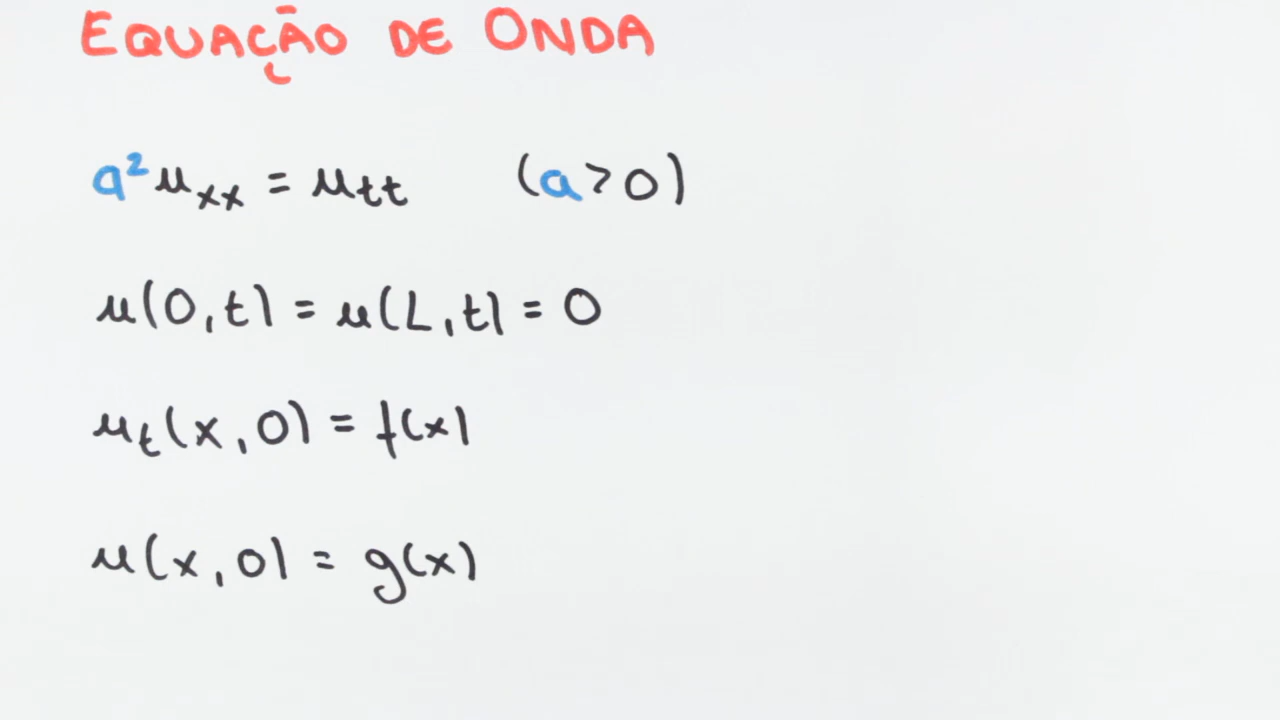 EQUAÇÃO DE ONDA
a²u_xx = u_tt (a > 0)
u(0,t) = u(L,t) = 0
u_t(x,0) = f(x)
u(x,0) = g(x)